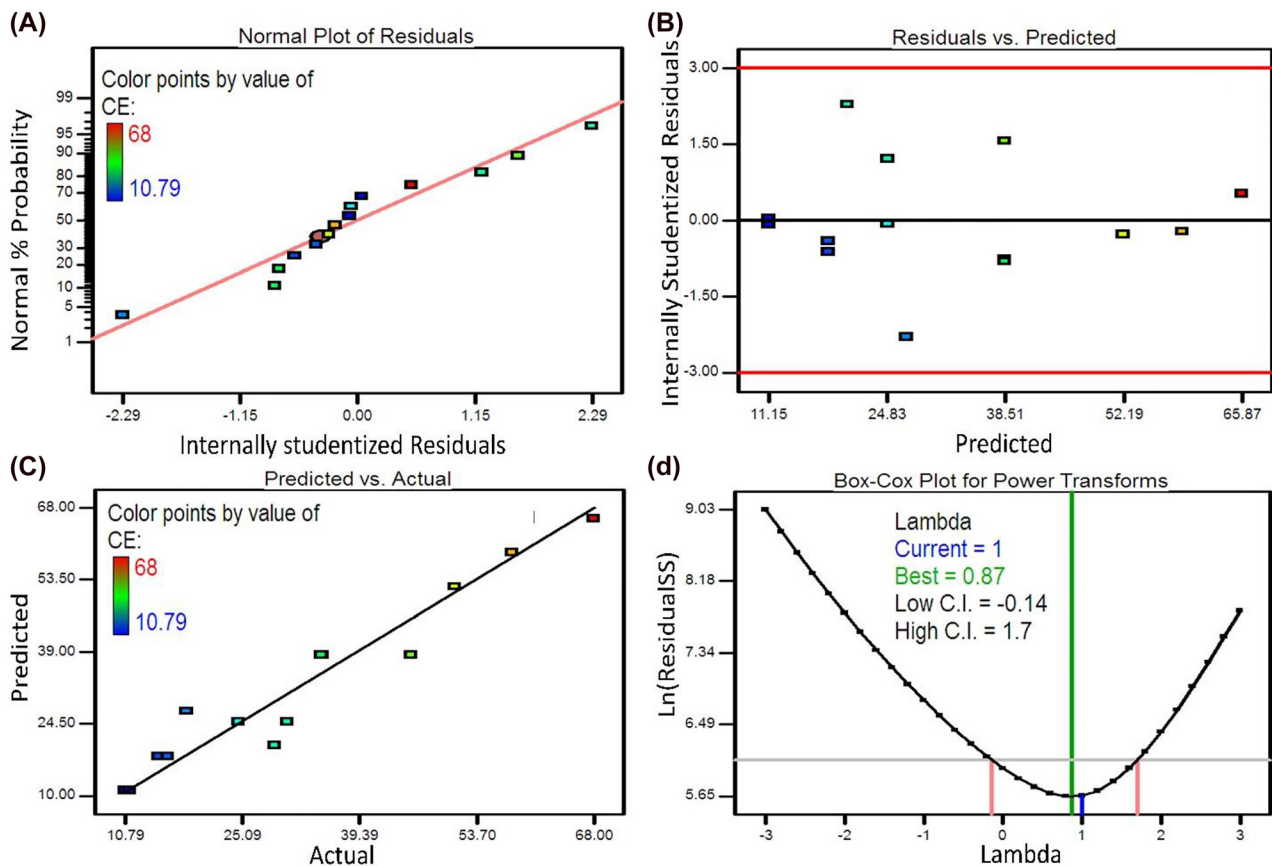 (A)
Normal Plot of Residuals
Color points by value of
CE:
68
10.79
Normal % Probability
99
95
90
80
70
50
30
20
10
5
1
-2.29
-1.15
0.00
1.15
2.29
Internally studentized Residuals
(B)
Residuals vs. Predicted
Internally Studentized Residuals
3.00
1.50
0.00
-1.50
-3.00
11.15
24.83
38.51
52.19
65.87
Predicted
(C)
Predicted vs. Actual
Color points by value of
CE:
68
10.79
Predicted
68.00
53.50
39.00
24.50
10.00
10.79
25.09
39.39
53.70
68.00
Actual
(d)
Box-Cox Plot for Power Transforms
Lambda
Current = 1
Best = 0.87
Low C.I. = -0.14
High C.I. = 1.7
Ln(ResidualSS)
9.03
8.18
7.34
6.49
5.65
-3
-2
-1
0
1
2
3
Lambda